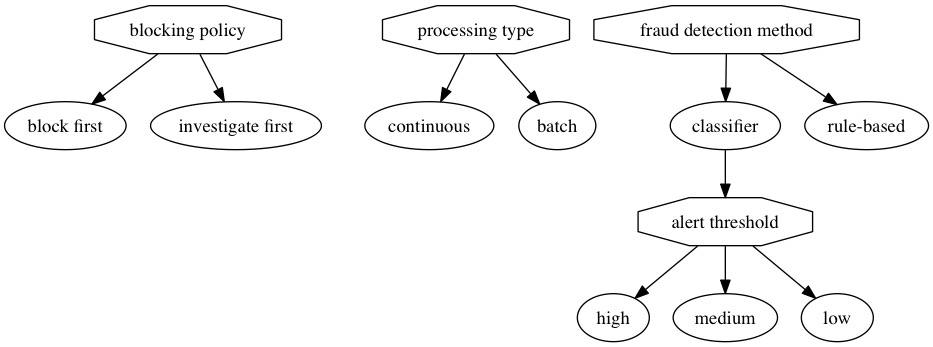 blocking policy
processing type
fraud detection method
block first
investigate first
continuous
batch
classifier
rule-based
alert threshold
high
medium
low